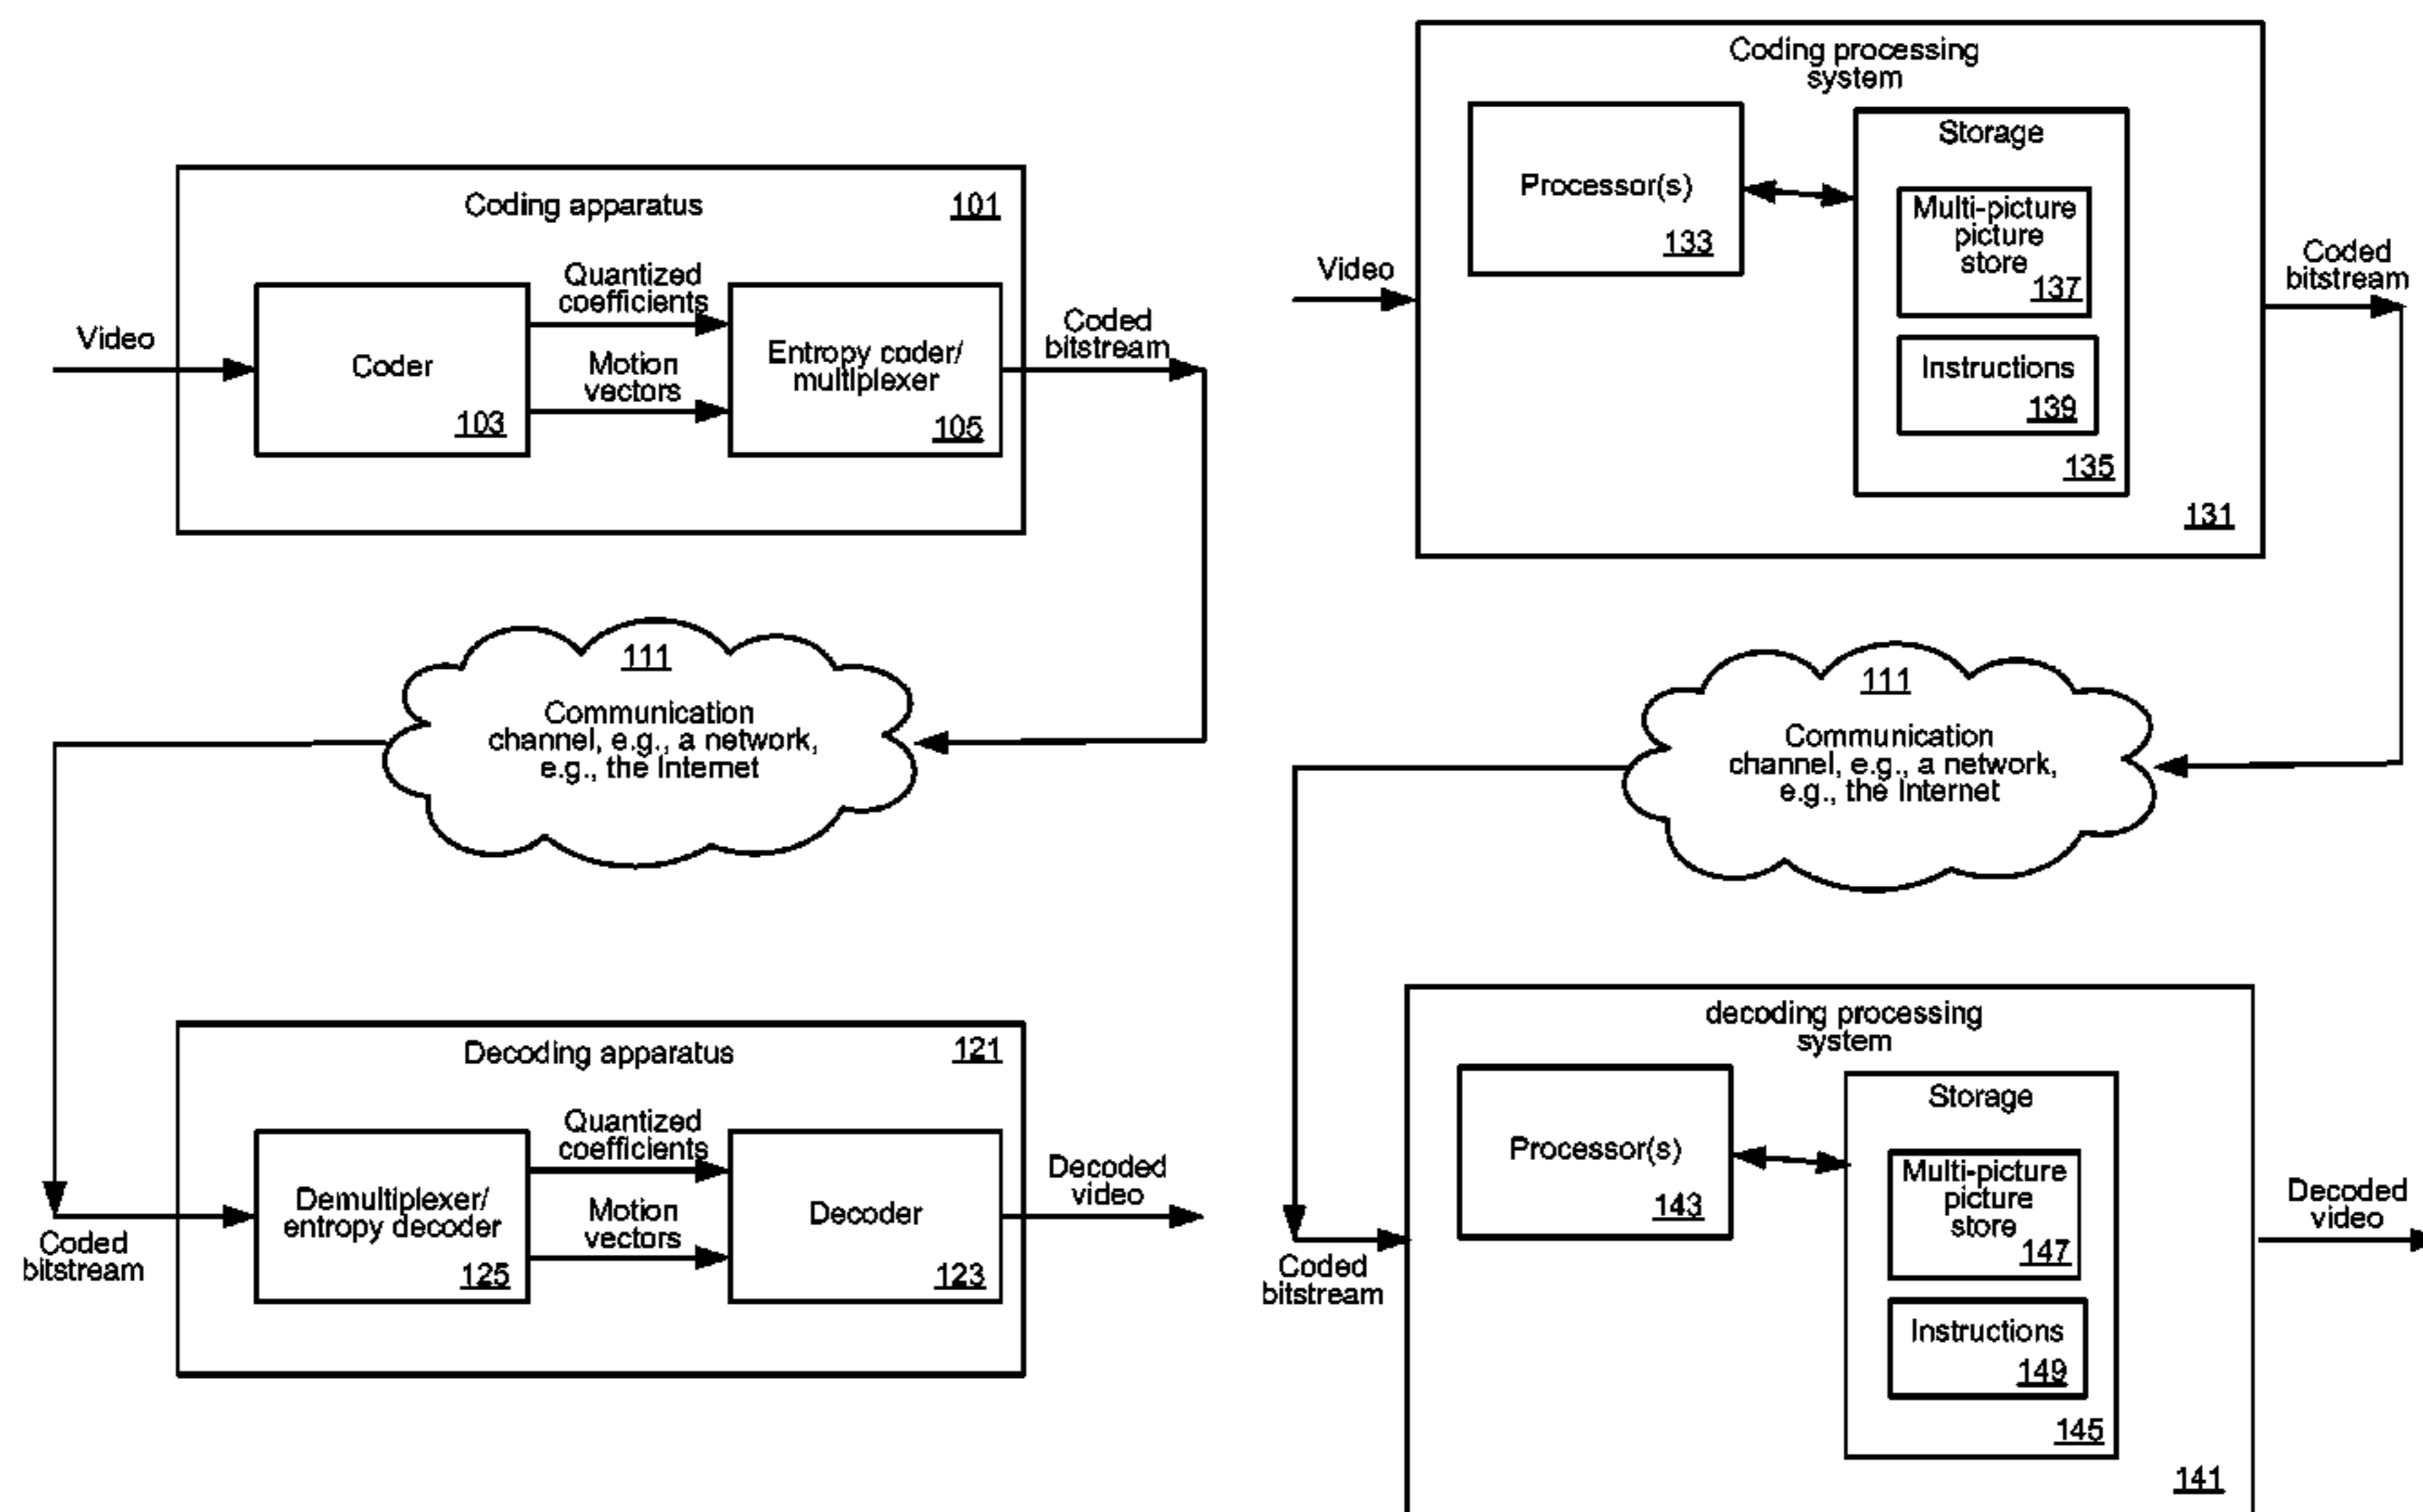 Coding apparatus
101
Video
Coder
103
Quantized
coefficients
Motion
vectors
Entropy coder/
multiplexer
105
Coded
bitstream
111
Communication
channel, e.g., a network,
e.g., the Internet
Decoding apparatus
121
Coded
bitstream
Demultiplexer/
entropy decoder
125
Quantized
coefficients
Motion
vectors
Decoder
123
Decoded
video
Coding processing
system
Video
Processor(s)
133
Storage
Multi-picture
picture
store
137
Instructions
139
135
131
Coded
bitstream
111
Communication
channel, e.g., a network,
e.g., the Internet
decoding processing
system
Coded
bitstream
Processor(s)
143
Storage
Multi-picture
picture
store
147
Instructions
149
145
141
Decoded
video